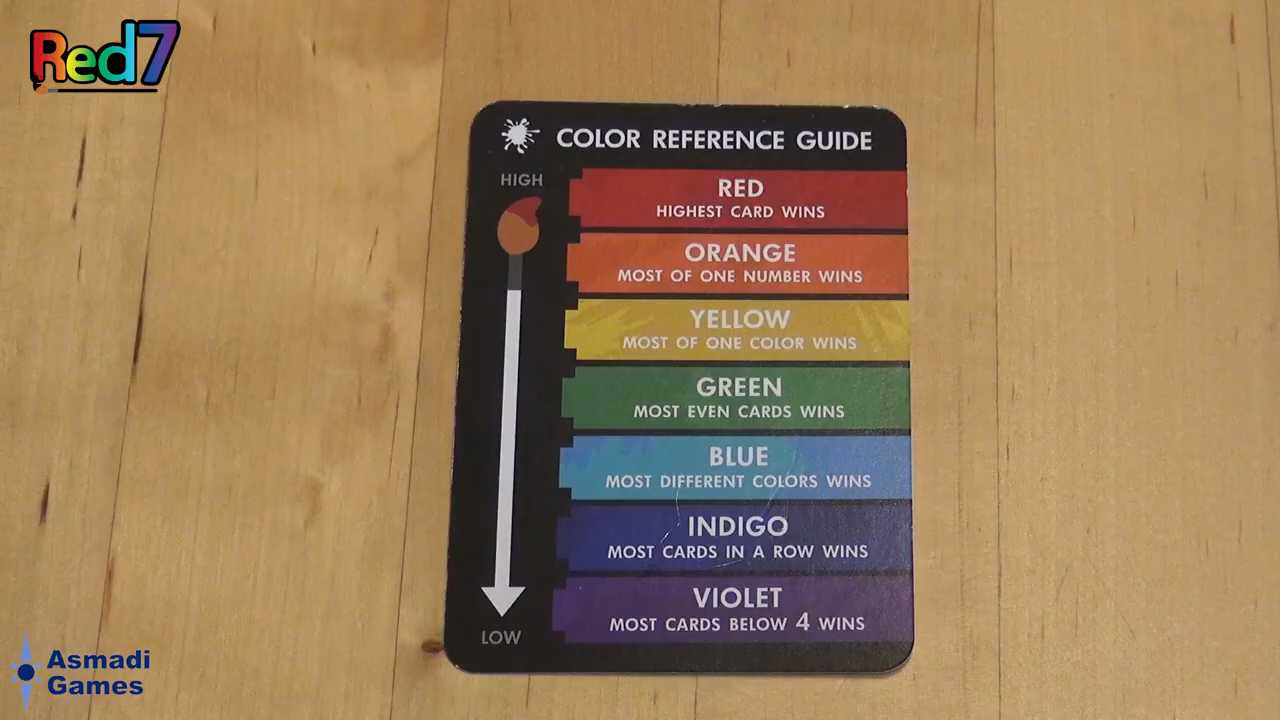 Red7
COLOR REFERENCE GUIDE
HIGH
RED
HIGHEST CARD WINS
ORANGE
MOST OF ONE NUMBER WINS
YELLOW
MOST OF ONE COLOR WINS
GREEN
MOST EVEN CARDS WINS
BLUE
MOST DIFFERENT COLORS WINS
INDIGO
MOST CARDS IN A ROW WINS
VIOLET
MOST CARDS BELOW 4 WINS
LOW
Asmadi
Games